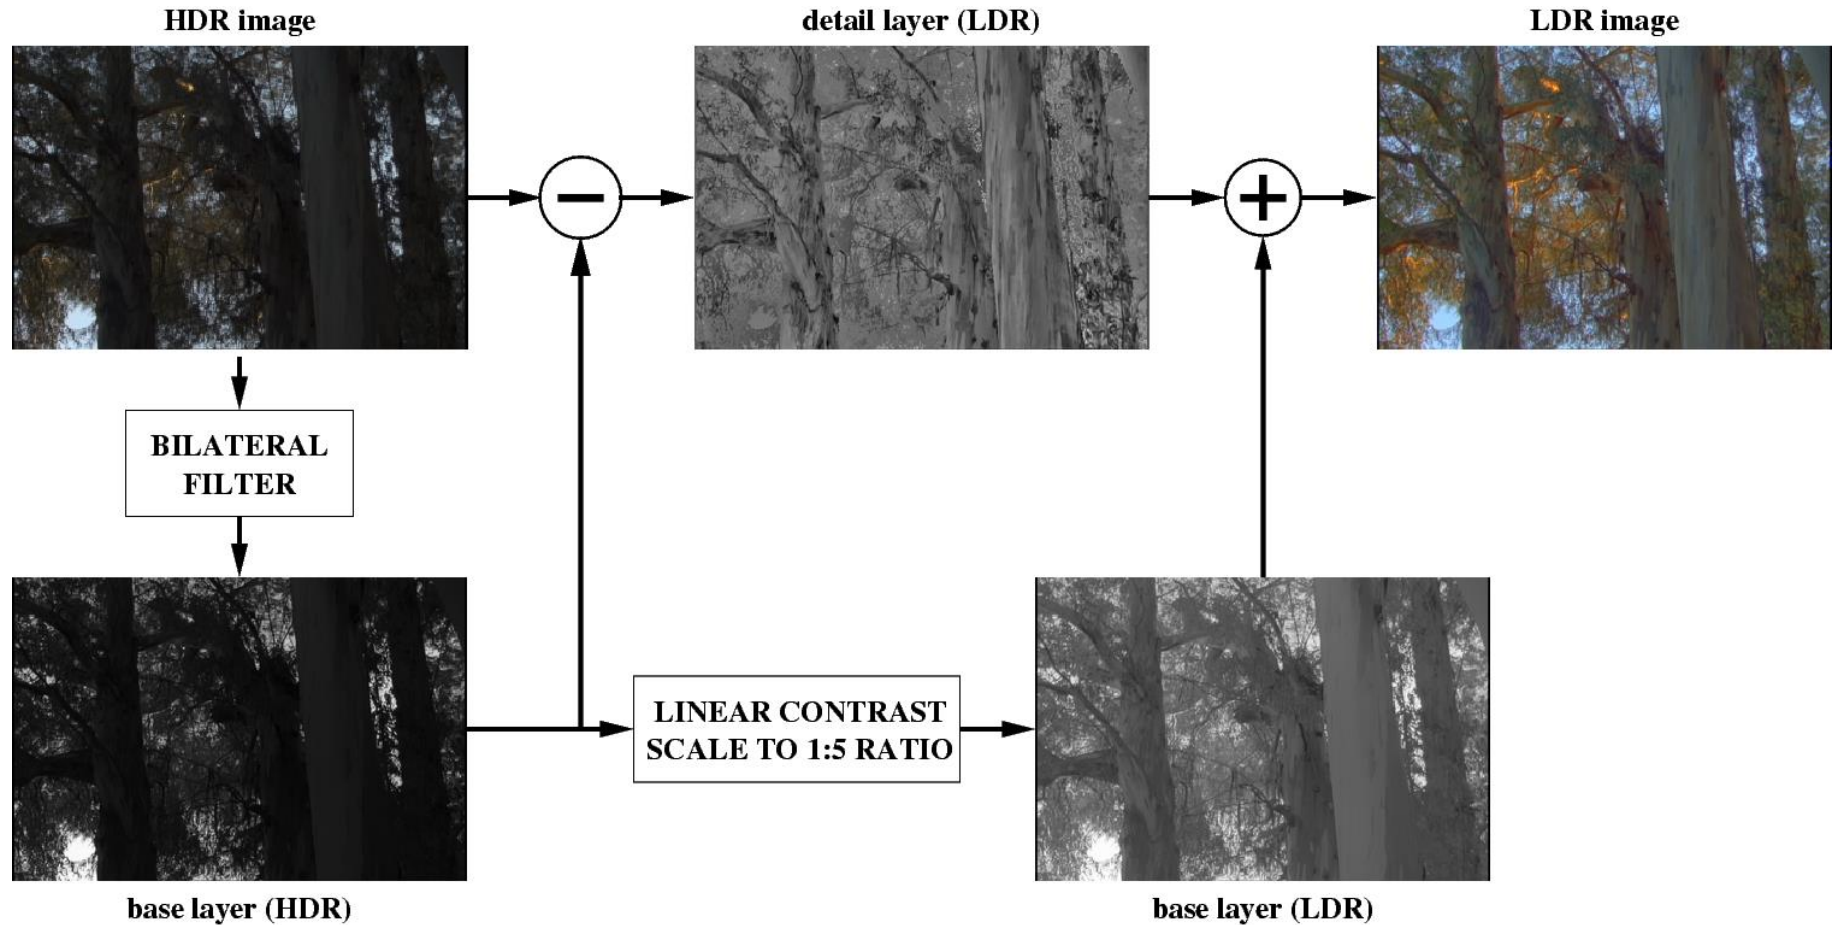 HDR image
detail layer (LDR)
LDR image
BILATERAL
FILTER
LINEAR CONTRAST
SCALE TO 1:5 RATIO
base layer (HDR)
base layer (LDR)